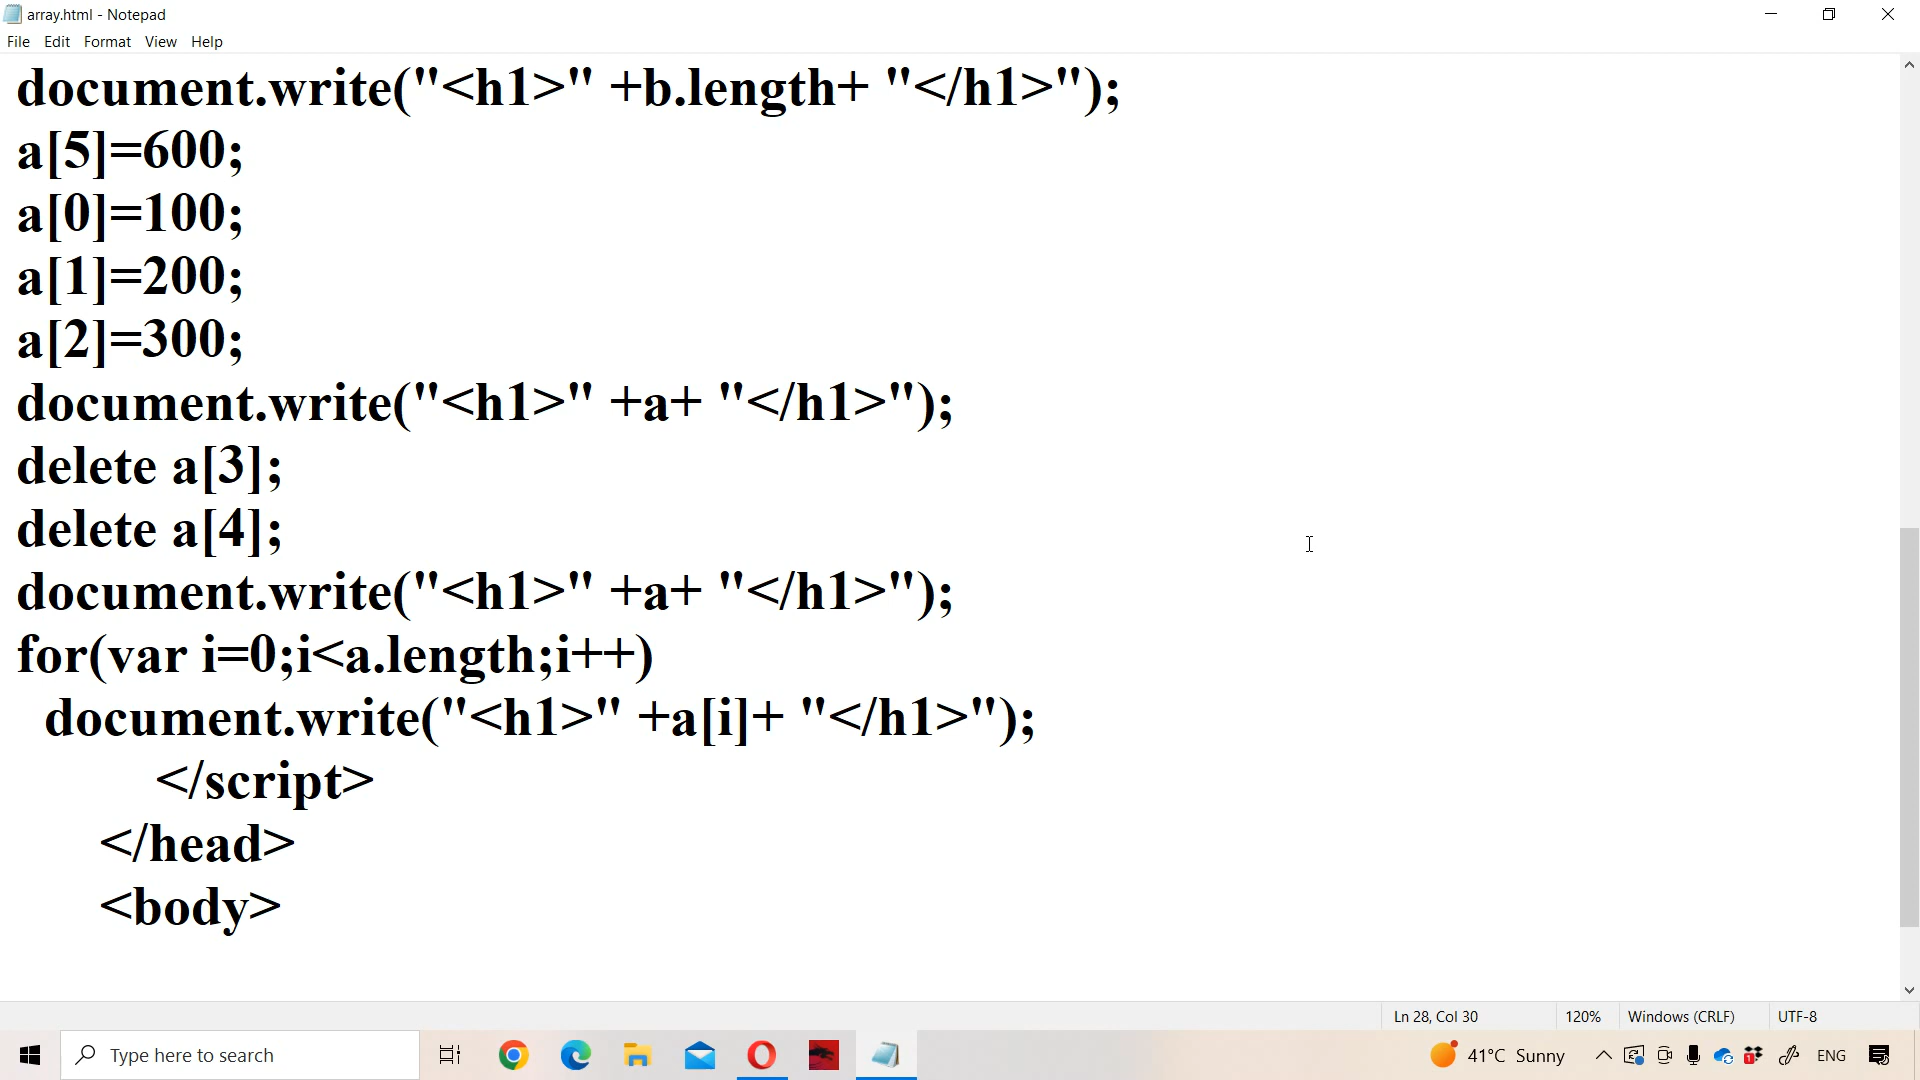 array.html - Notepad
File Edit Format View Help
document.write("<h1>" +b.length+ "</h1>");
a[5]=600;
a[0]=100;
a[1]=200;
a[2]=300;
document.write("<h1>" +a+ "</h1>");
delete a[3];
delete a[4];
document.write("<h1>" +a+ "</h1>");
for(var i=0;i<a.length;i++)
  document.write("<h1>" +a[i]+ "</h1>");
          </script>
      </head>
      <body>
Ln 28, Col 30 120% Windows (CRLF) UTF-8
Type here to search 41°C Sunny 1 ENG